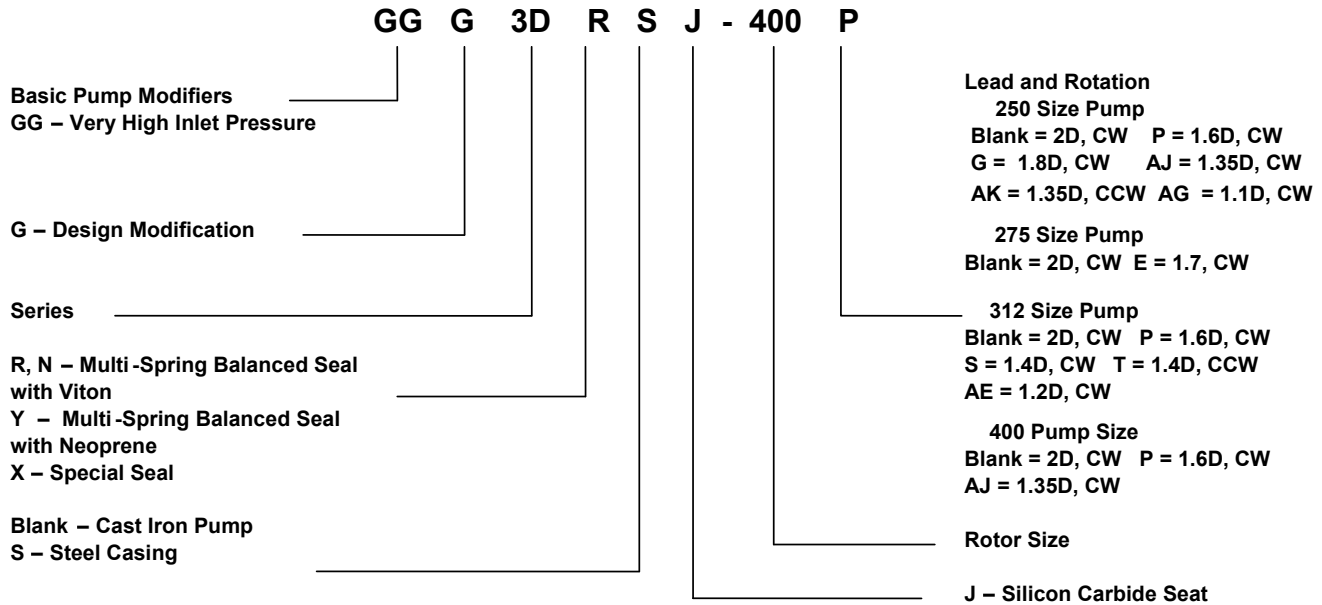 GG G 3D R S J - 400 P
Basic Pump Modifiers
GG – Very High Inlet Pressure
G – Design Modification
Series
R, N – Multi-Spring Balanced Seal
with Viton
Y – Multi-Spring Balanced Seal
with Neoprene
X – Special Seal
Blank – Cast Iron Pump
S – Steel Casing
Lead and Rotation
250 Size Pump
Blank = 2D, CW P = 1.6D, CW
G = 1.8D, CW AJ = 1.35D, CW
AK = 1.35D, CCW AG = 1.1D, CW
275 Size Pump
Blank = 2D, CW E = 1.7, CW
312 Size Pump
Blank = 2D, CW P = 1.6D, CW
S = 1.4D, CW T = 1.4D, CCW
AE = 1.2D, CW
400 Pump Size
Blank = 2D, CW P = 1.6D, CW
AJ = 1.35D, CW
Rotor Size
J – Silicon Carbide Seat